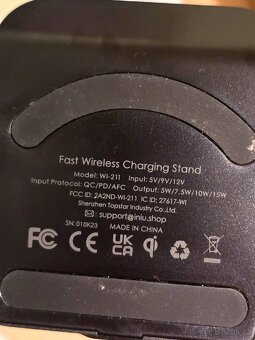 Fast Wireless Charging Stand
Model: WI-211 Input: 5V/9V/12V
Input Protocol: QC/PD/AFC Output: 5W/7.5W/10W/15W
FCC ID: 2A2ND-WI-211 IC ID: 27617-WI
Shenzhen Topstar Industry Co.,Ltd.
support@iniu.shop
SN: 010K23 MADE IN CHINA
FC CE UK CA qi